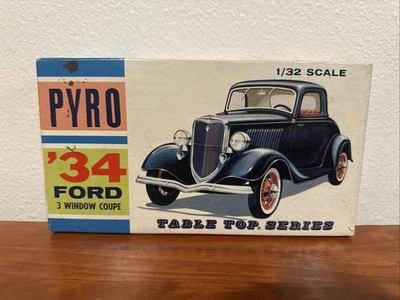 1/32 SCALE
PYRO
'34
FORD
3 WINDOW COUPE
TABLE TOP SERIES